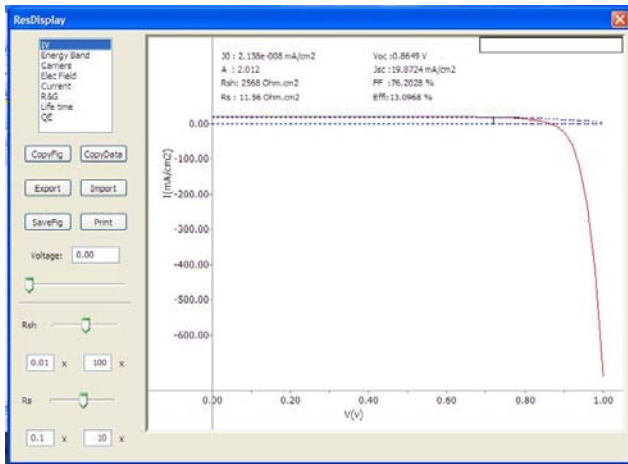 ResDisplay
IV
Energy Band
Carriers
Elec Field
Current
R&G
Life time
QE
CopyFig CopyData
Export Import
SaveFig Print
Voltage: 0.00
Rsh
0.01 x 100 x
Rs
0.1 x 10 x
J0 : 2.138e-008 mA/cm2 Voc :0.8649 V
A : 2.012 Jsc :19.8724 mA/cm2
Rsh: 2568 Ohm.cm2 FF :76.2028 %
Rs : 11.56 Ohm.cm2 Effi:13.0968 %
I(mA/cm2)
0.00
-100.00
-200.00
-300.00
-400.00
-500.00
-600.00
0.00 0.20 0.40 0.60 0.80 1.00
V(v)